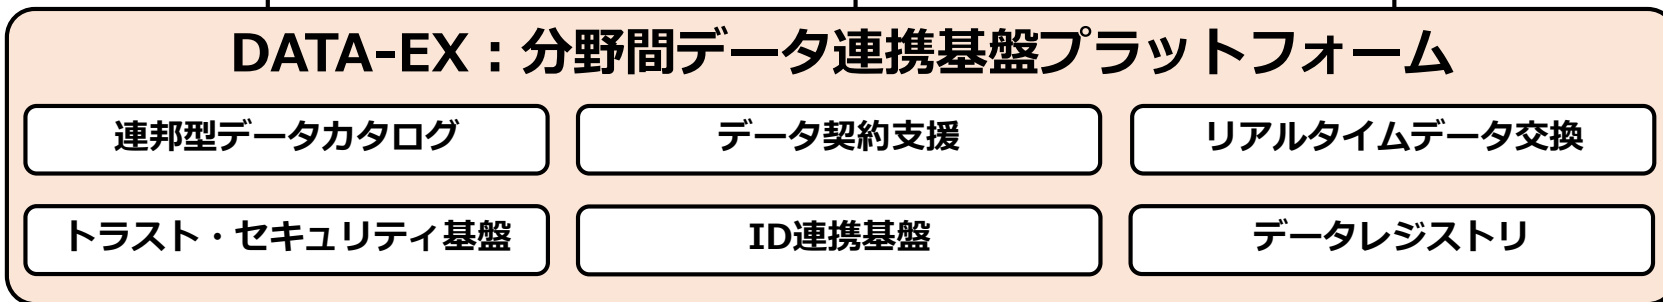 DATA-EX：分野間データ連携基盤プラットフォーム
連邦型データカタログ
データ契約支援
リアルタイムデータ交換
トラスト・セキュリティ基盤
ID連携基盤
データレジストリ